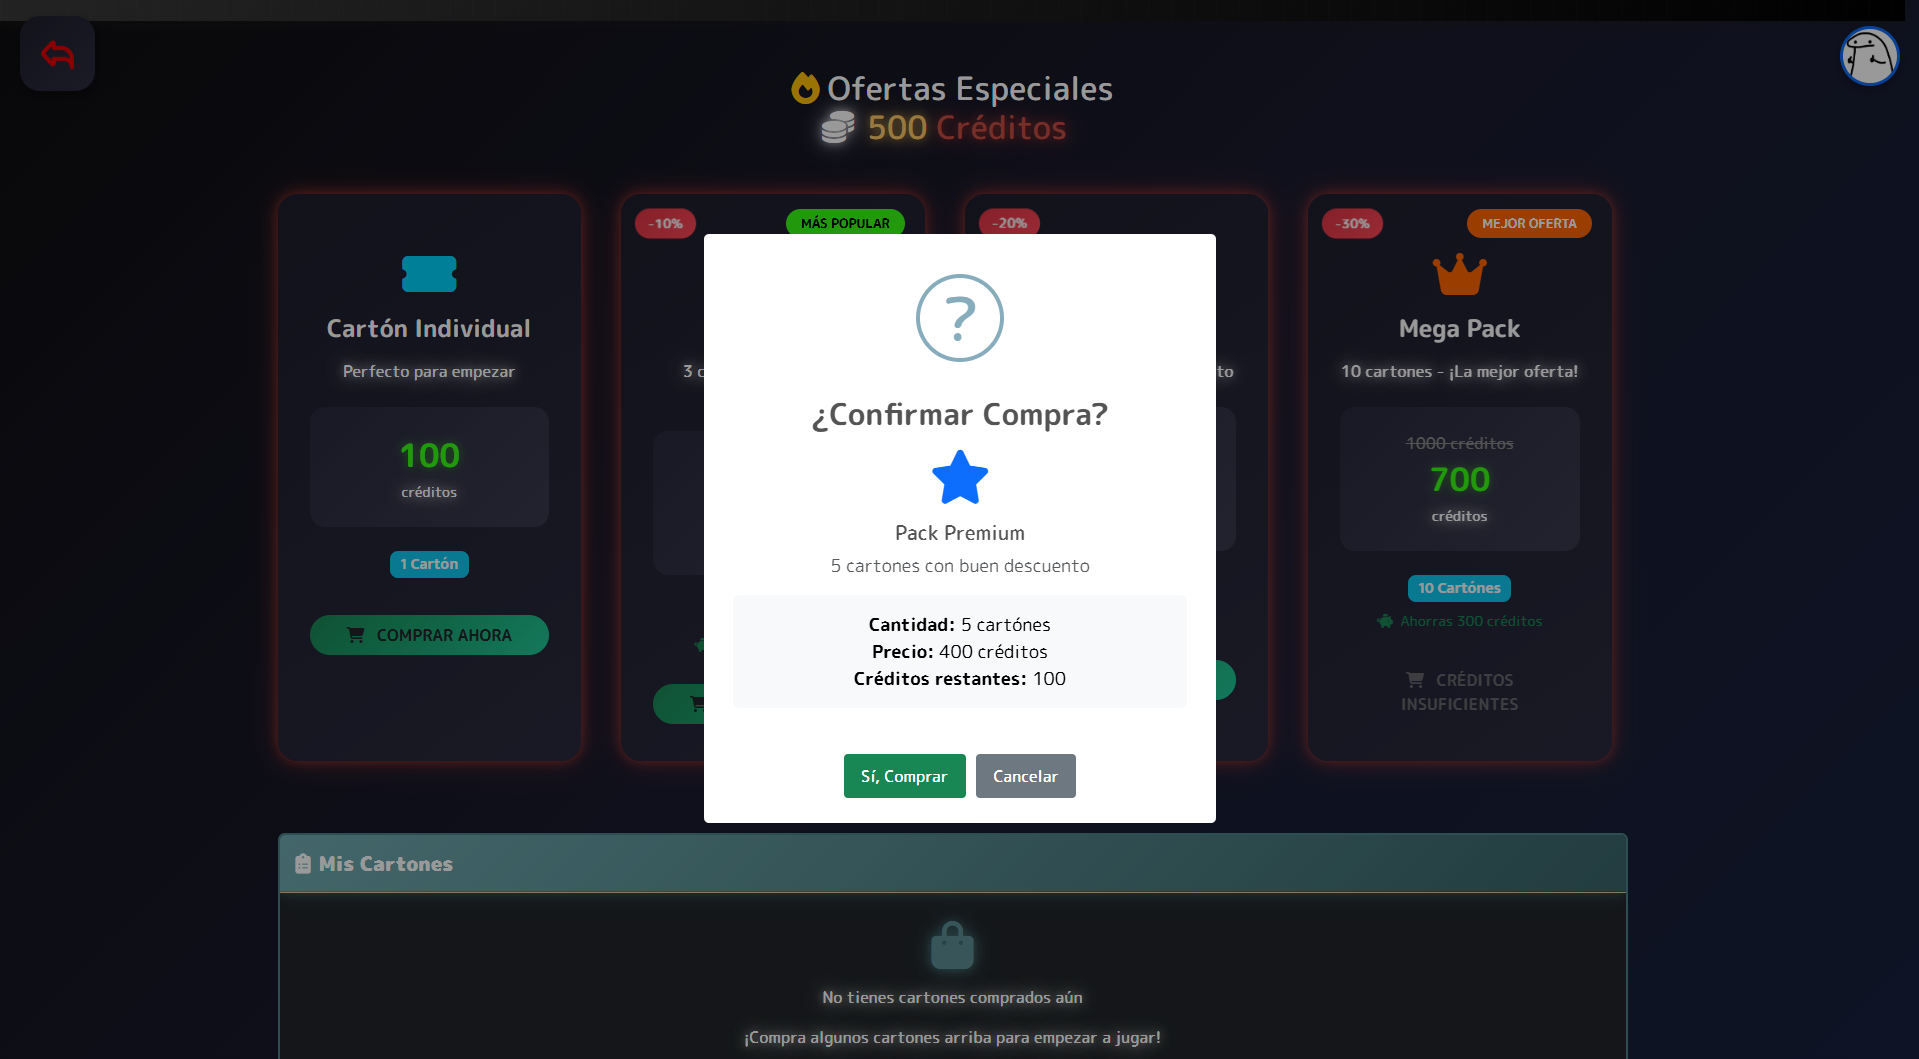 Ofertas Especiales
500 Créditos
Cartón Individual
Perfecto para empezar
100
créditos
1 Cartón
COMPRAR AHORA
-10%
MÁS POPULAR
3 c
-20%
to
-30%
MEJOR OFERTA
Mega Pack
10 cartones - ¡La mejor oferta!
1000 créditos
700
créditos
10 Cartónes
Ahorras 300 créditos
CRÉDITOS
INSUFICIENTES
?
¿Confirmar Compra?
Pack Premium
5 cartones con buen descuento
Cantidad: 5 cartónes
Precio: 400 créditos
Créditos restantes: 100
Sí, Comprar
Cancelar
Mis Cartones
No tienes cartones comprados aún
¡Compra algunos cartones arriba para empezar a jugar!